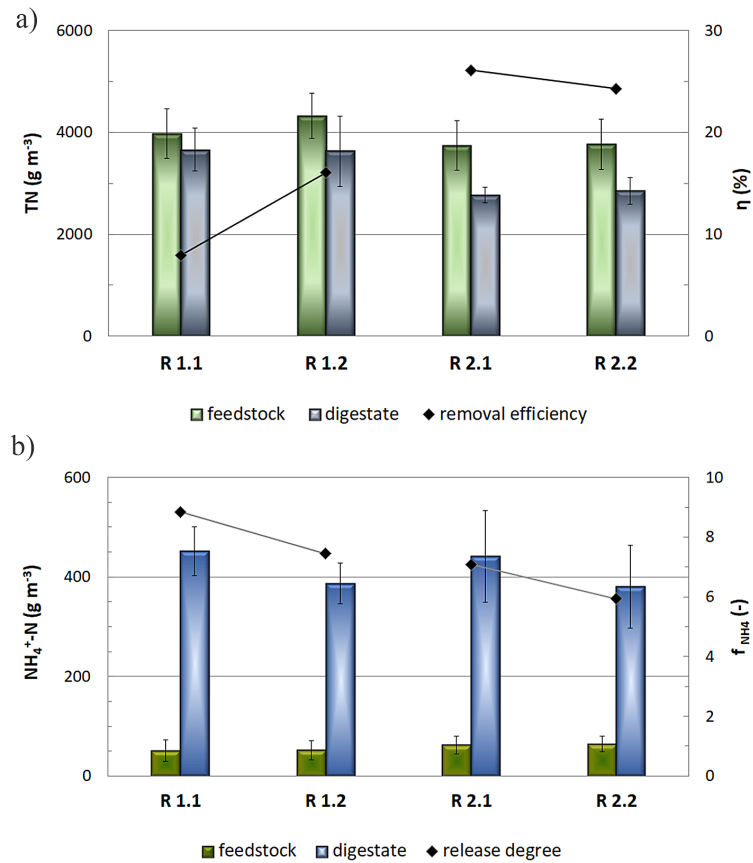 a)
6000
4000
2000
0
TN (g m⁻³)
30
20
10
0
η (%)
R 1.1 R 1.2 R 2.1 R 2.2
feedstock digestate removal efficiency
b)
600
400
200
0
NH₄⁺-N (g m⁻³)
10
8
6
4
2
0
f NH4 (-)
R 1.1 R 1.2 R 2.1 R 2.2
feedstock digestate release degree